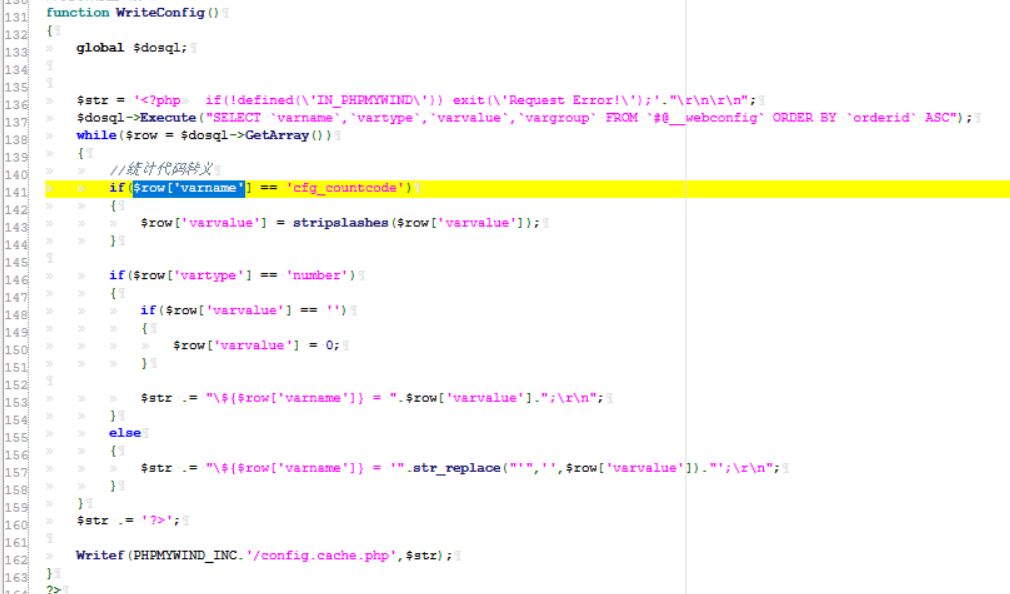 131 function WriteConfig()
132 {
133 global $dosql;
134
135
136 $str = '<?php if(!defined(\'IN_PHPMYWIND\')) exit(\'Request Error!\');'."\r\n\r\n";
137 $dosql->Execute("SELECT `varname`,`vartype`,`varvalue`,`vargroup` FROM `#@__webconfig` ORDER BY `orderid` ASC");
138 while($row = $dosql->GetArray())
139 {
140 //统计代码转义
141 if($row['varname'] == 'cfg_countcode')
142 {
143 $row['varvalue'] = stripslashes($row['varvalue']);
144 }
145
146 if($row['vartype'] == 'number')
147 {
148 if($row['varvalue'] == '')
149 {
150 $row['varvalue'] = 0;
151 }
152
153 $str .= "\${$row['varname']} = ".$row['varvalue'].";\r\n";
154 }
155 else
156 {
157 $str .= "\${$row['varname']} = '".str_replace("'",'',$row['varvalue'])."';\r\n";
158 }
159 }
160 $str .= '?>';
161
162 Writef(PHPMYWIND_INC.'/config.cache.php',$str);
163 }
?>